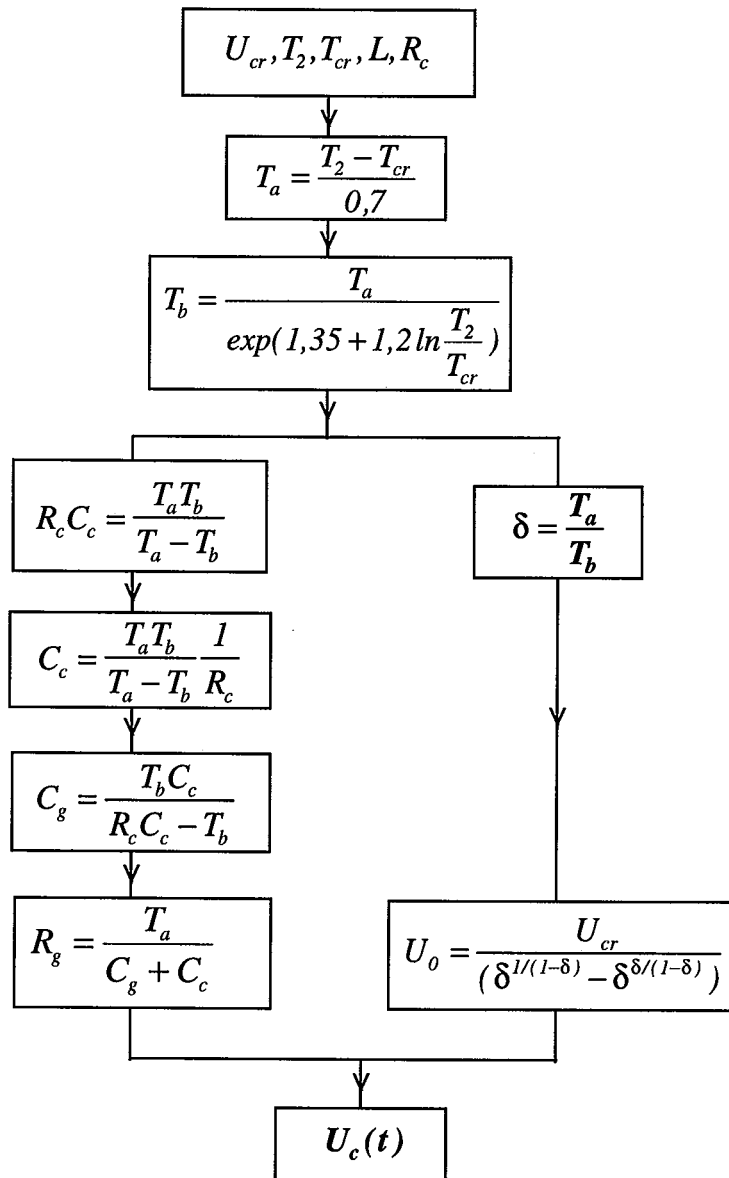 U_cr, T_2, T_cr, L, R_c
T_a = (T_2 − T_cr) / 0,7
T_b = T_a / exp(1,35 + 1,2 ln T_2/T_cr)
R_c C_c = T_a T_b / (T_a − T_b)
δ = T_a / T_b
C_c = T_a T_b / (T_a − T_b) 1/R_c
C_g = T_b C_c / (R_c C_c − T_b)
R_g = T_a / (C_g + C_c)
U_0 = U_cr / (δ^{1/(1−δ)} − δ^{δ/(1−δ)})
U_c(t)